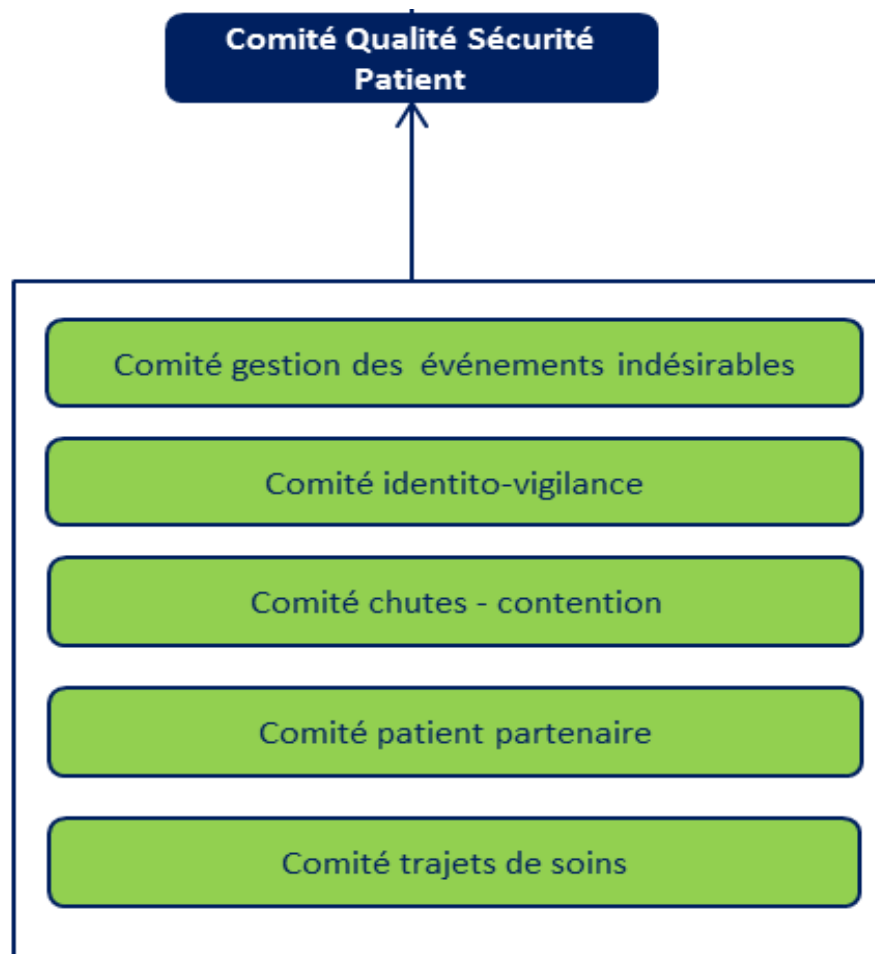 Comité Qualité Sécurité
Patient
Comité gestion des événements indésirables
Comité identito-vigilance
Comité chutes - contention
Comité patient partenaire
Comité trajets de soins